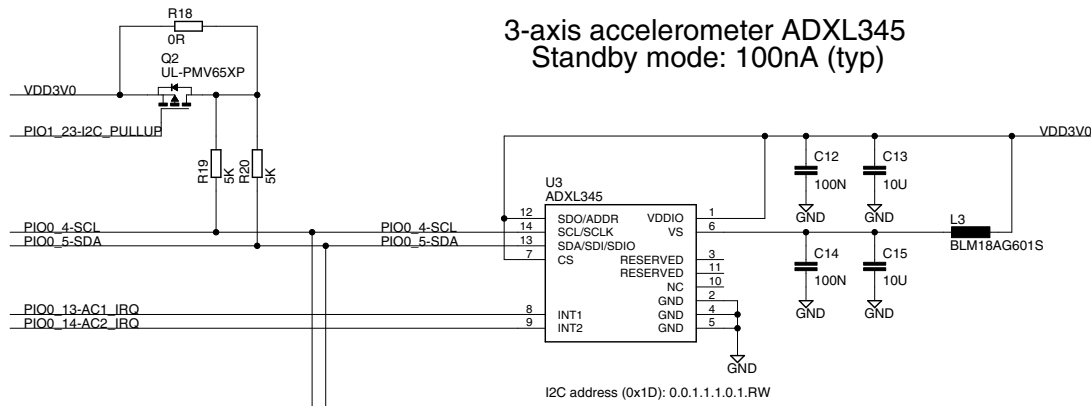 R18
0R
3-axis accelerometer ADXL345
Standby mode: 100nA (typ)
Q2
UL-PMV65XP
VDD3V0
PIO1_23-I2C_PULLUP
VDD3V0
R19
5K
R20
5K
C12
100N
GND
C13
10U
GND
U3
ADXL345
L3
BLM18AG601S
PIO0_4-SCL
PIO0_5-SDA
PIO0_4-SCL
PIO0_5-SDA
12 SDO/ADDR VDDIO 1
14 SCL/SCLK VS 6
13 SDA/SDI/SDIO
7 CS RESERVED 3
RESERVED 11
NC 10
GND 2
8 INT1 GND 4
9 INT2 GND 5
C14
100N
GND
C15
10U
GND
PIO0_13-AC1_IRQ
PIO0_14-AC2_IRQ
GND
I2C address (0x1D): 0.0.1.1.1.0.1.RW